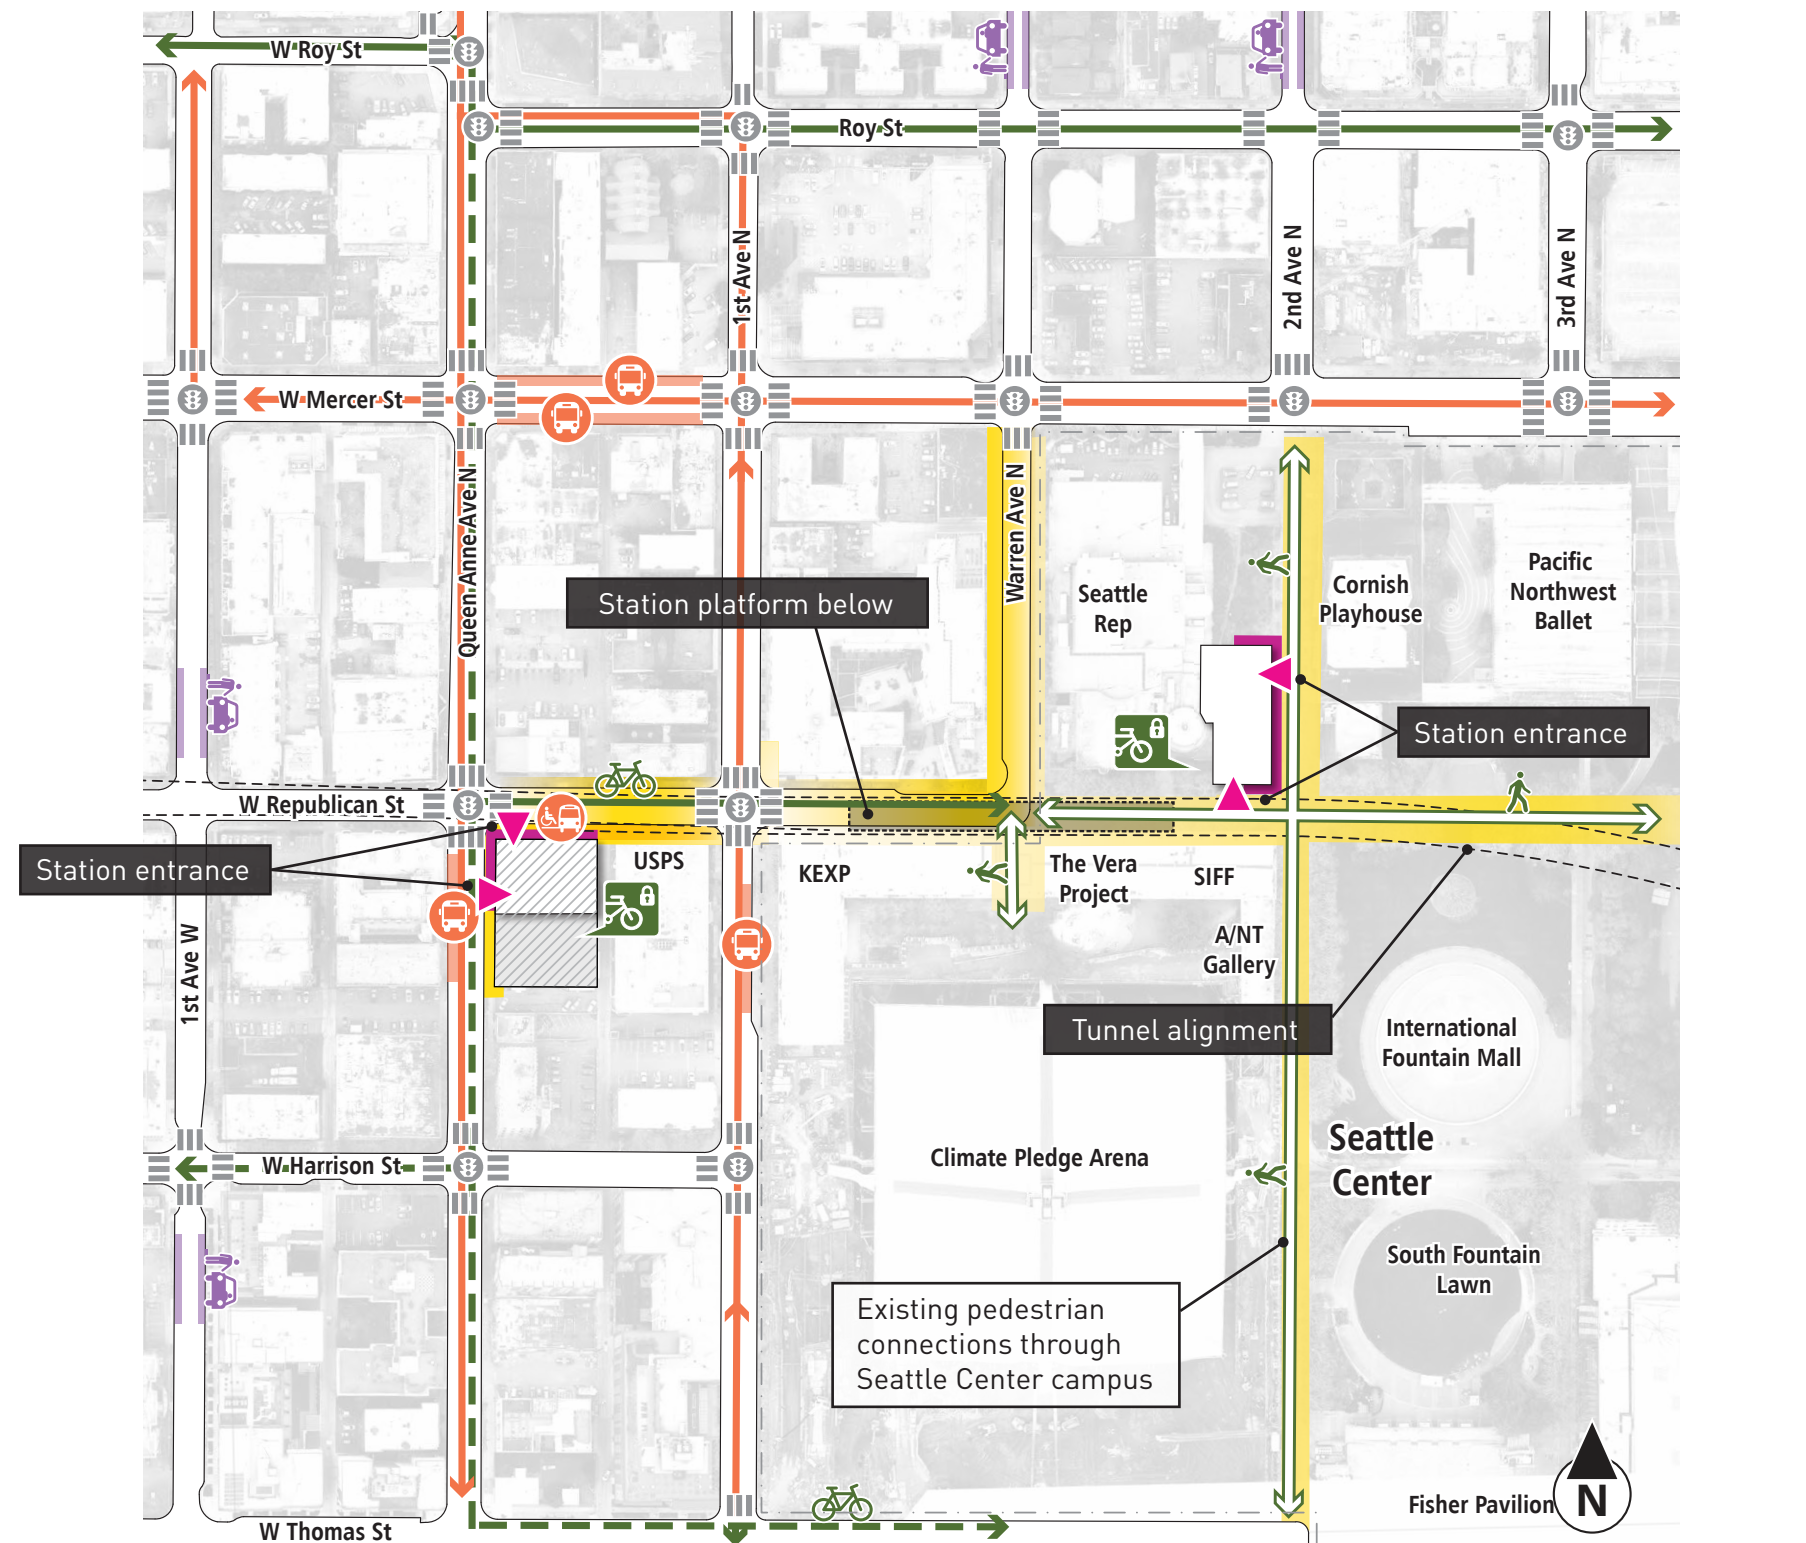 W Roy St
Roy St
1st Ave N
2nd Ave N
3rd Ave N
W Mercer St
Queen Anne Ave N
Warren Ave N
Station platform below
Seattle
Rep
Cornish
Playhouse
Pacific
Northwest
Ballet
Station entrance
W Republican St
Station entrance
USPS
KEXP
The Vera
Project
SIFF
A/NT
Gallery
1st Ave W
Tunnel alignment
International
Fountain Mall
Seattle
Center
Climate Pledge Arena
W Harrison St
South Fountain
Lawn
Existing pedestrian
connections through
Seattle Center campus
Fisher Pavilion
N
W Thomas St